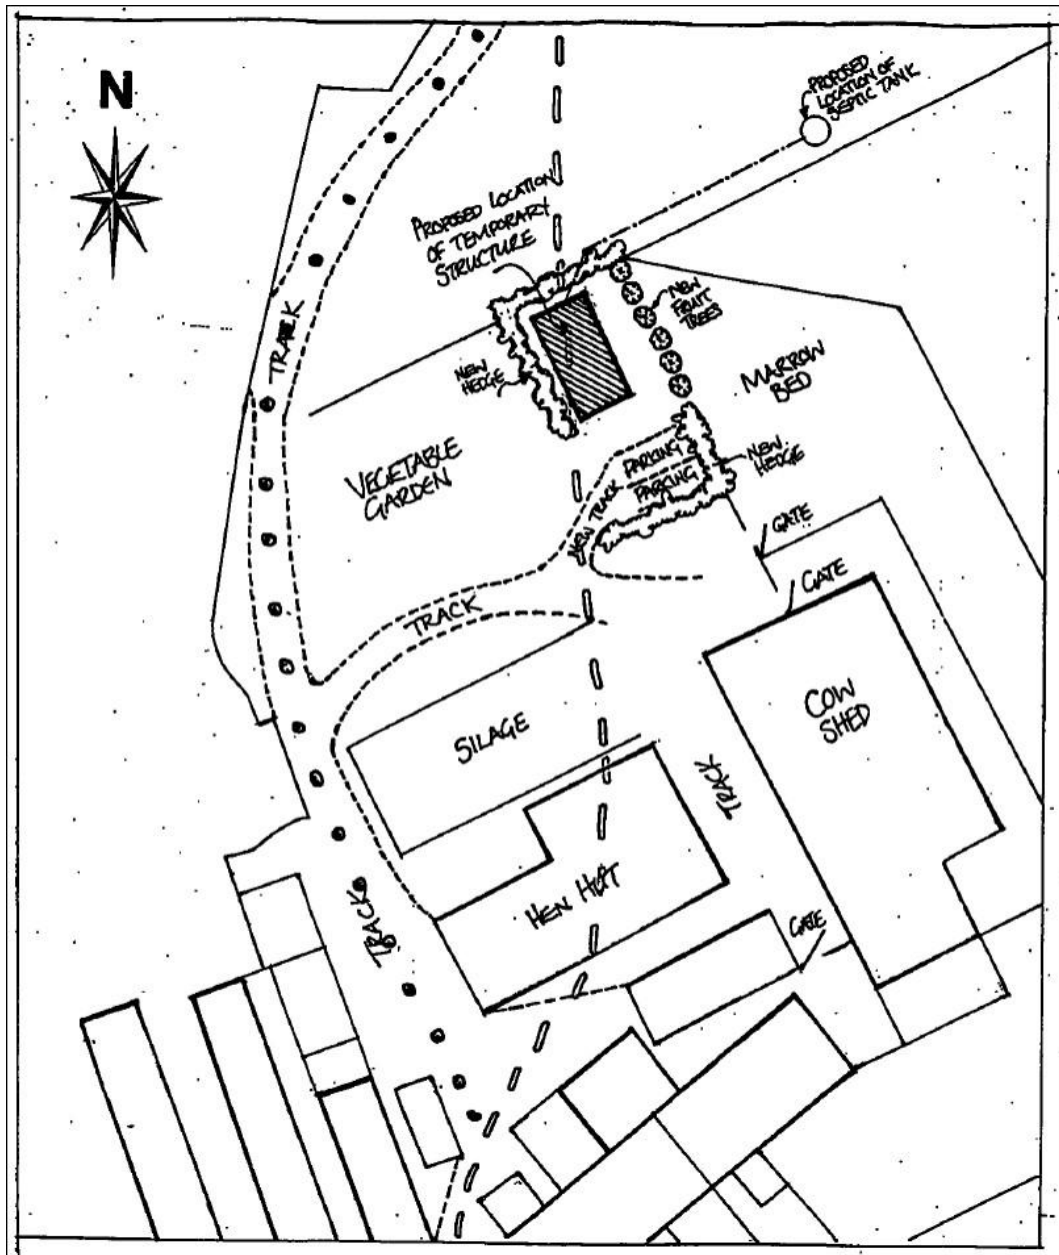 N
PROPOSED
LOCATION OF
SEPTIC TANK
PROPOSED LOCATION
OF TEMPORARY
STRUCTURE
TRACK
NEW
FRUIT
TREES
NEW
HEDGE
MARROW
BED
VEGETABLE
GARDEN
PARKING
PARKING
NEW TRACK
NEW
HEDGE
GATE
GATE
TRACK
COW
SHED
SILAGE
TRACK
HEN HUT
TRACK
GATE